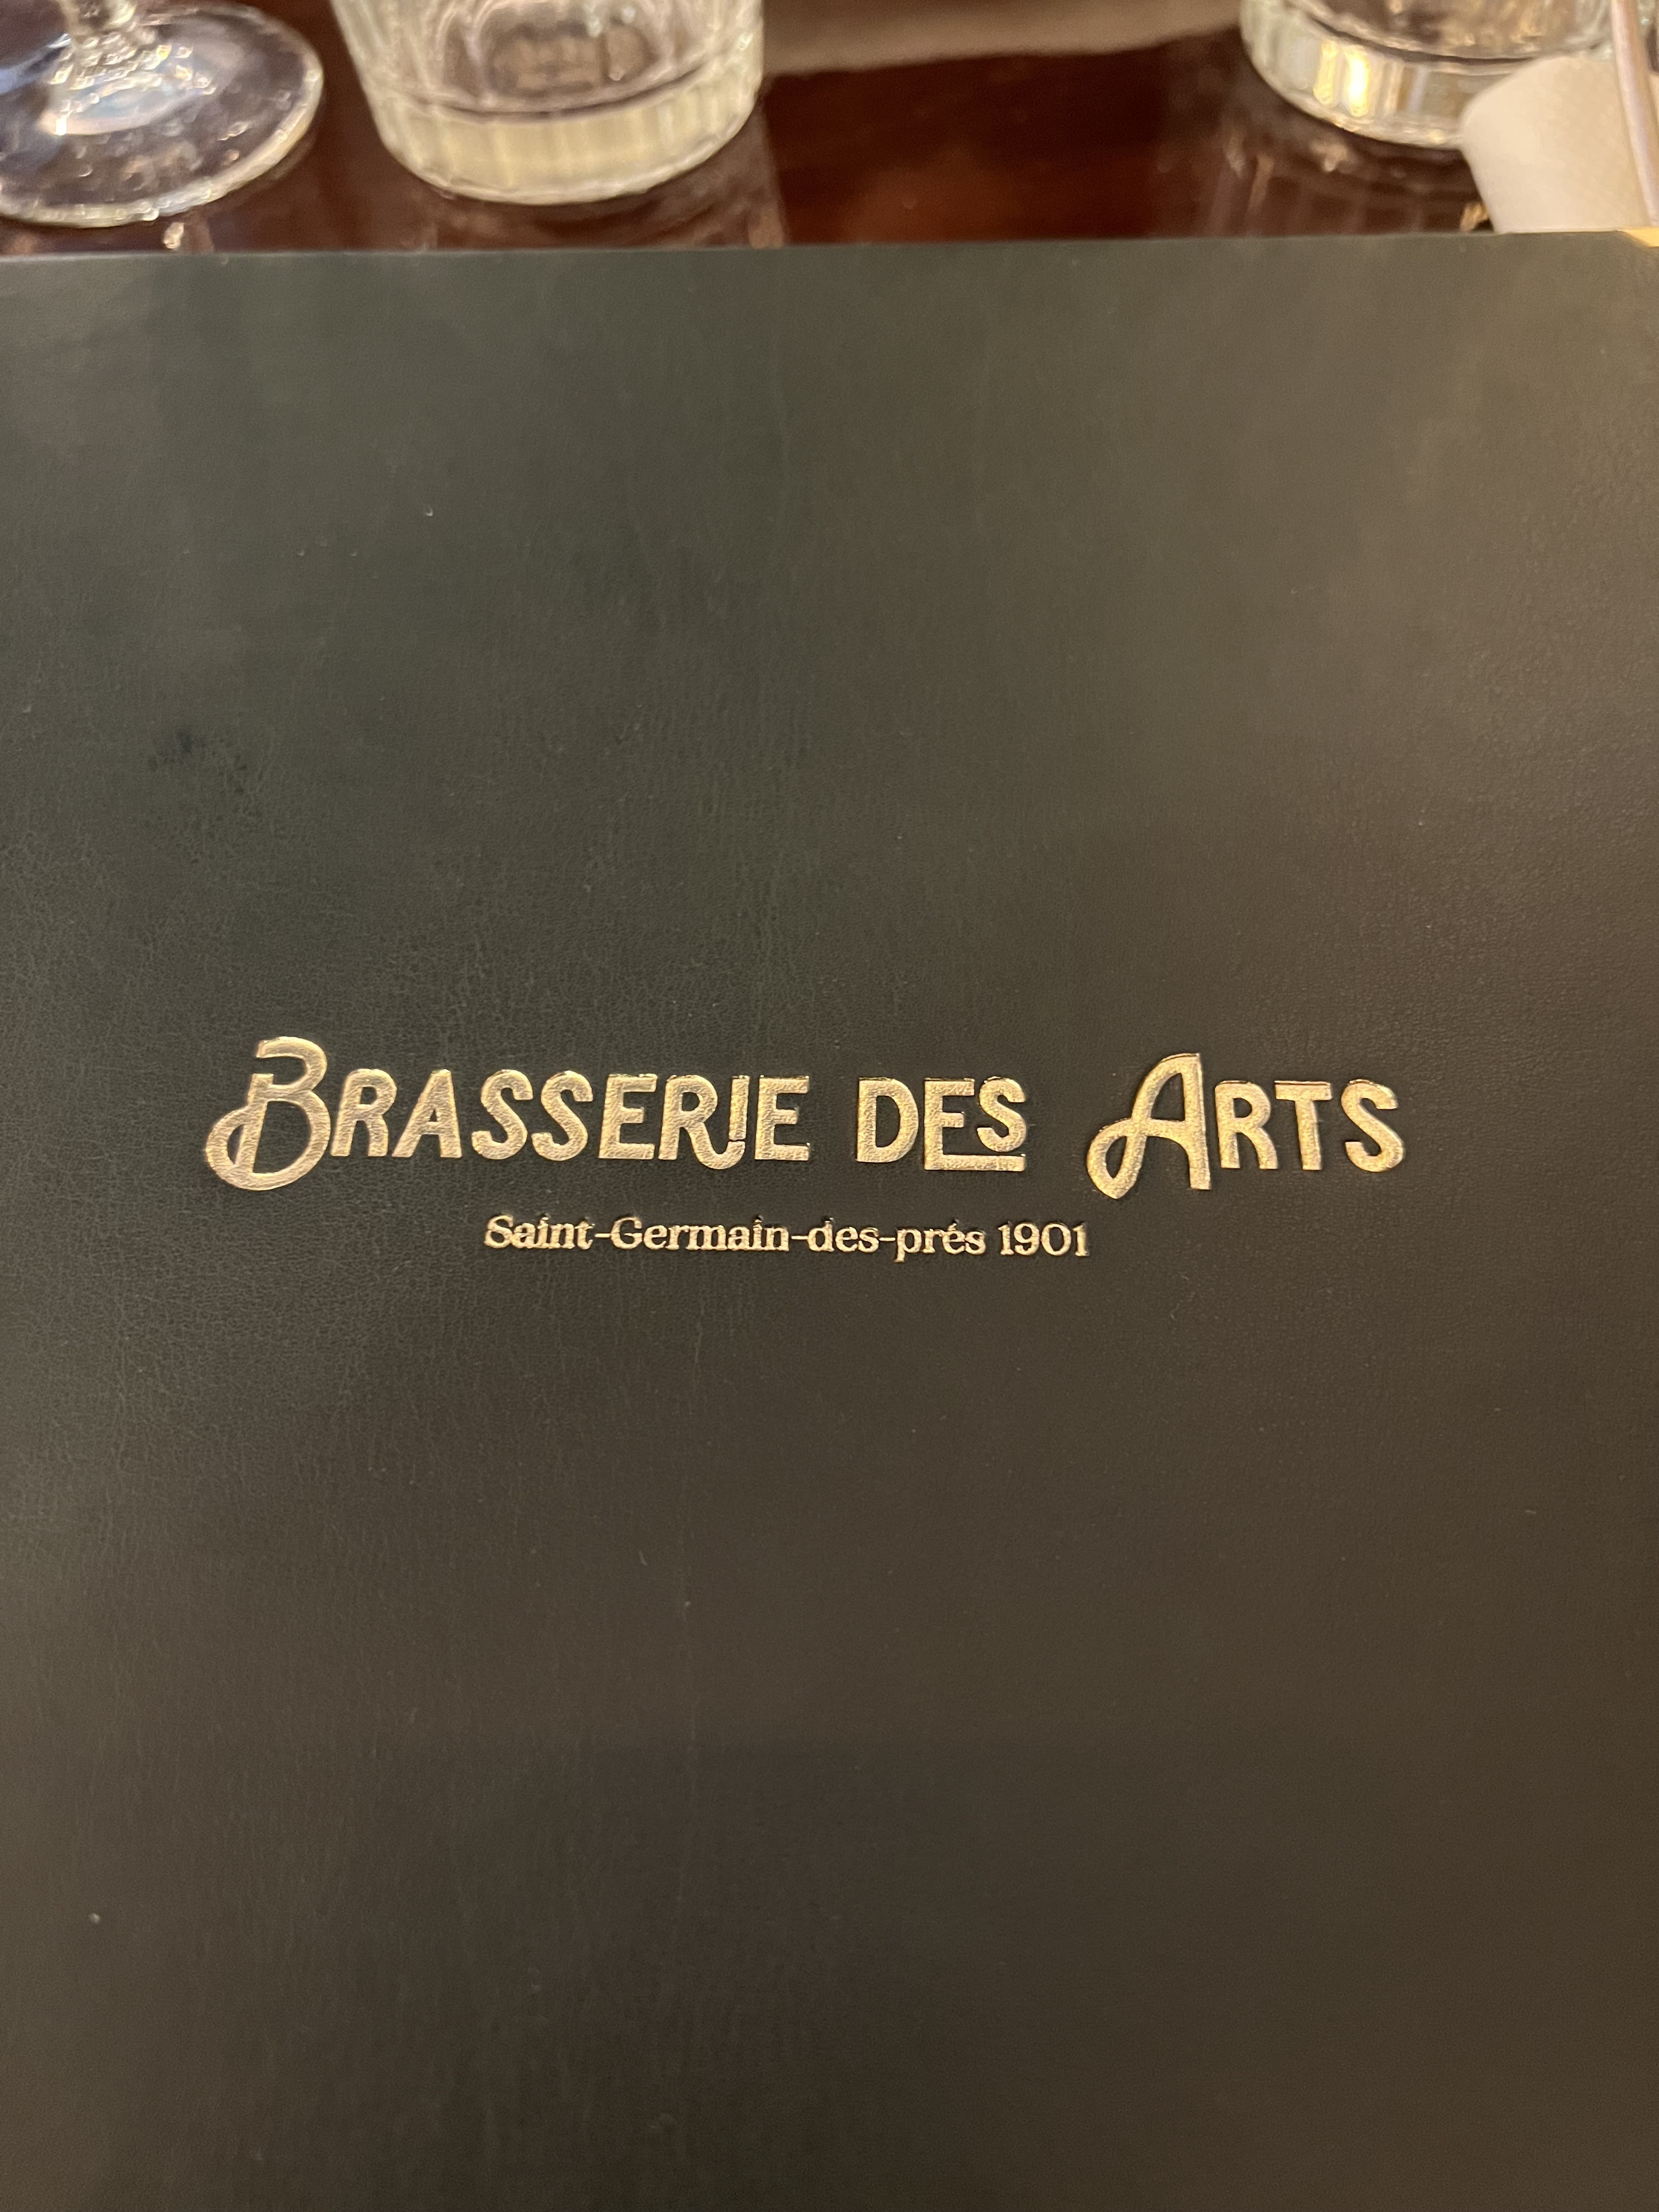 BRASSERIE DES ARTS
Saint-Germain-des-prés 1901